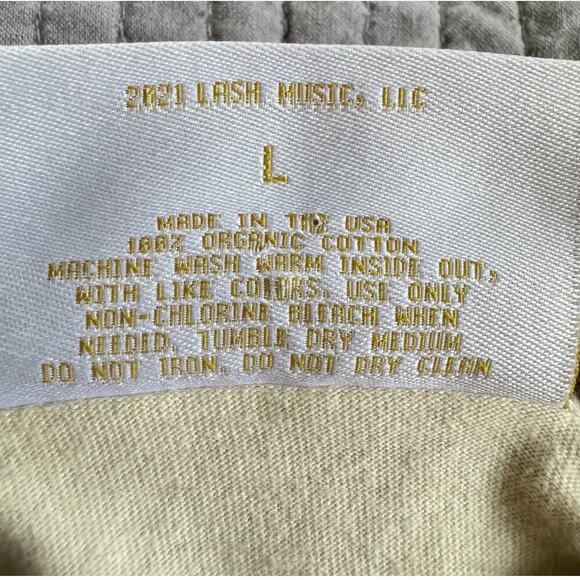 2021 LASH MUSIC, LLC
L
MADE IN THE USA
100% ORGANIC COTTON
MACHINE WASH WARM INSIDE OUT,
WITH LIKE COLORS. USE ONLY
NON-CHLORINE BLEACH WHEN
NEEDED. TUMBLE DRY MEDIUM
DO NOT IRON. DO NOT DRY CLEAN